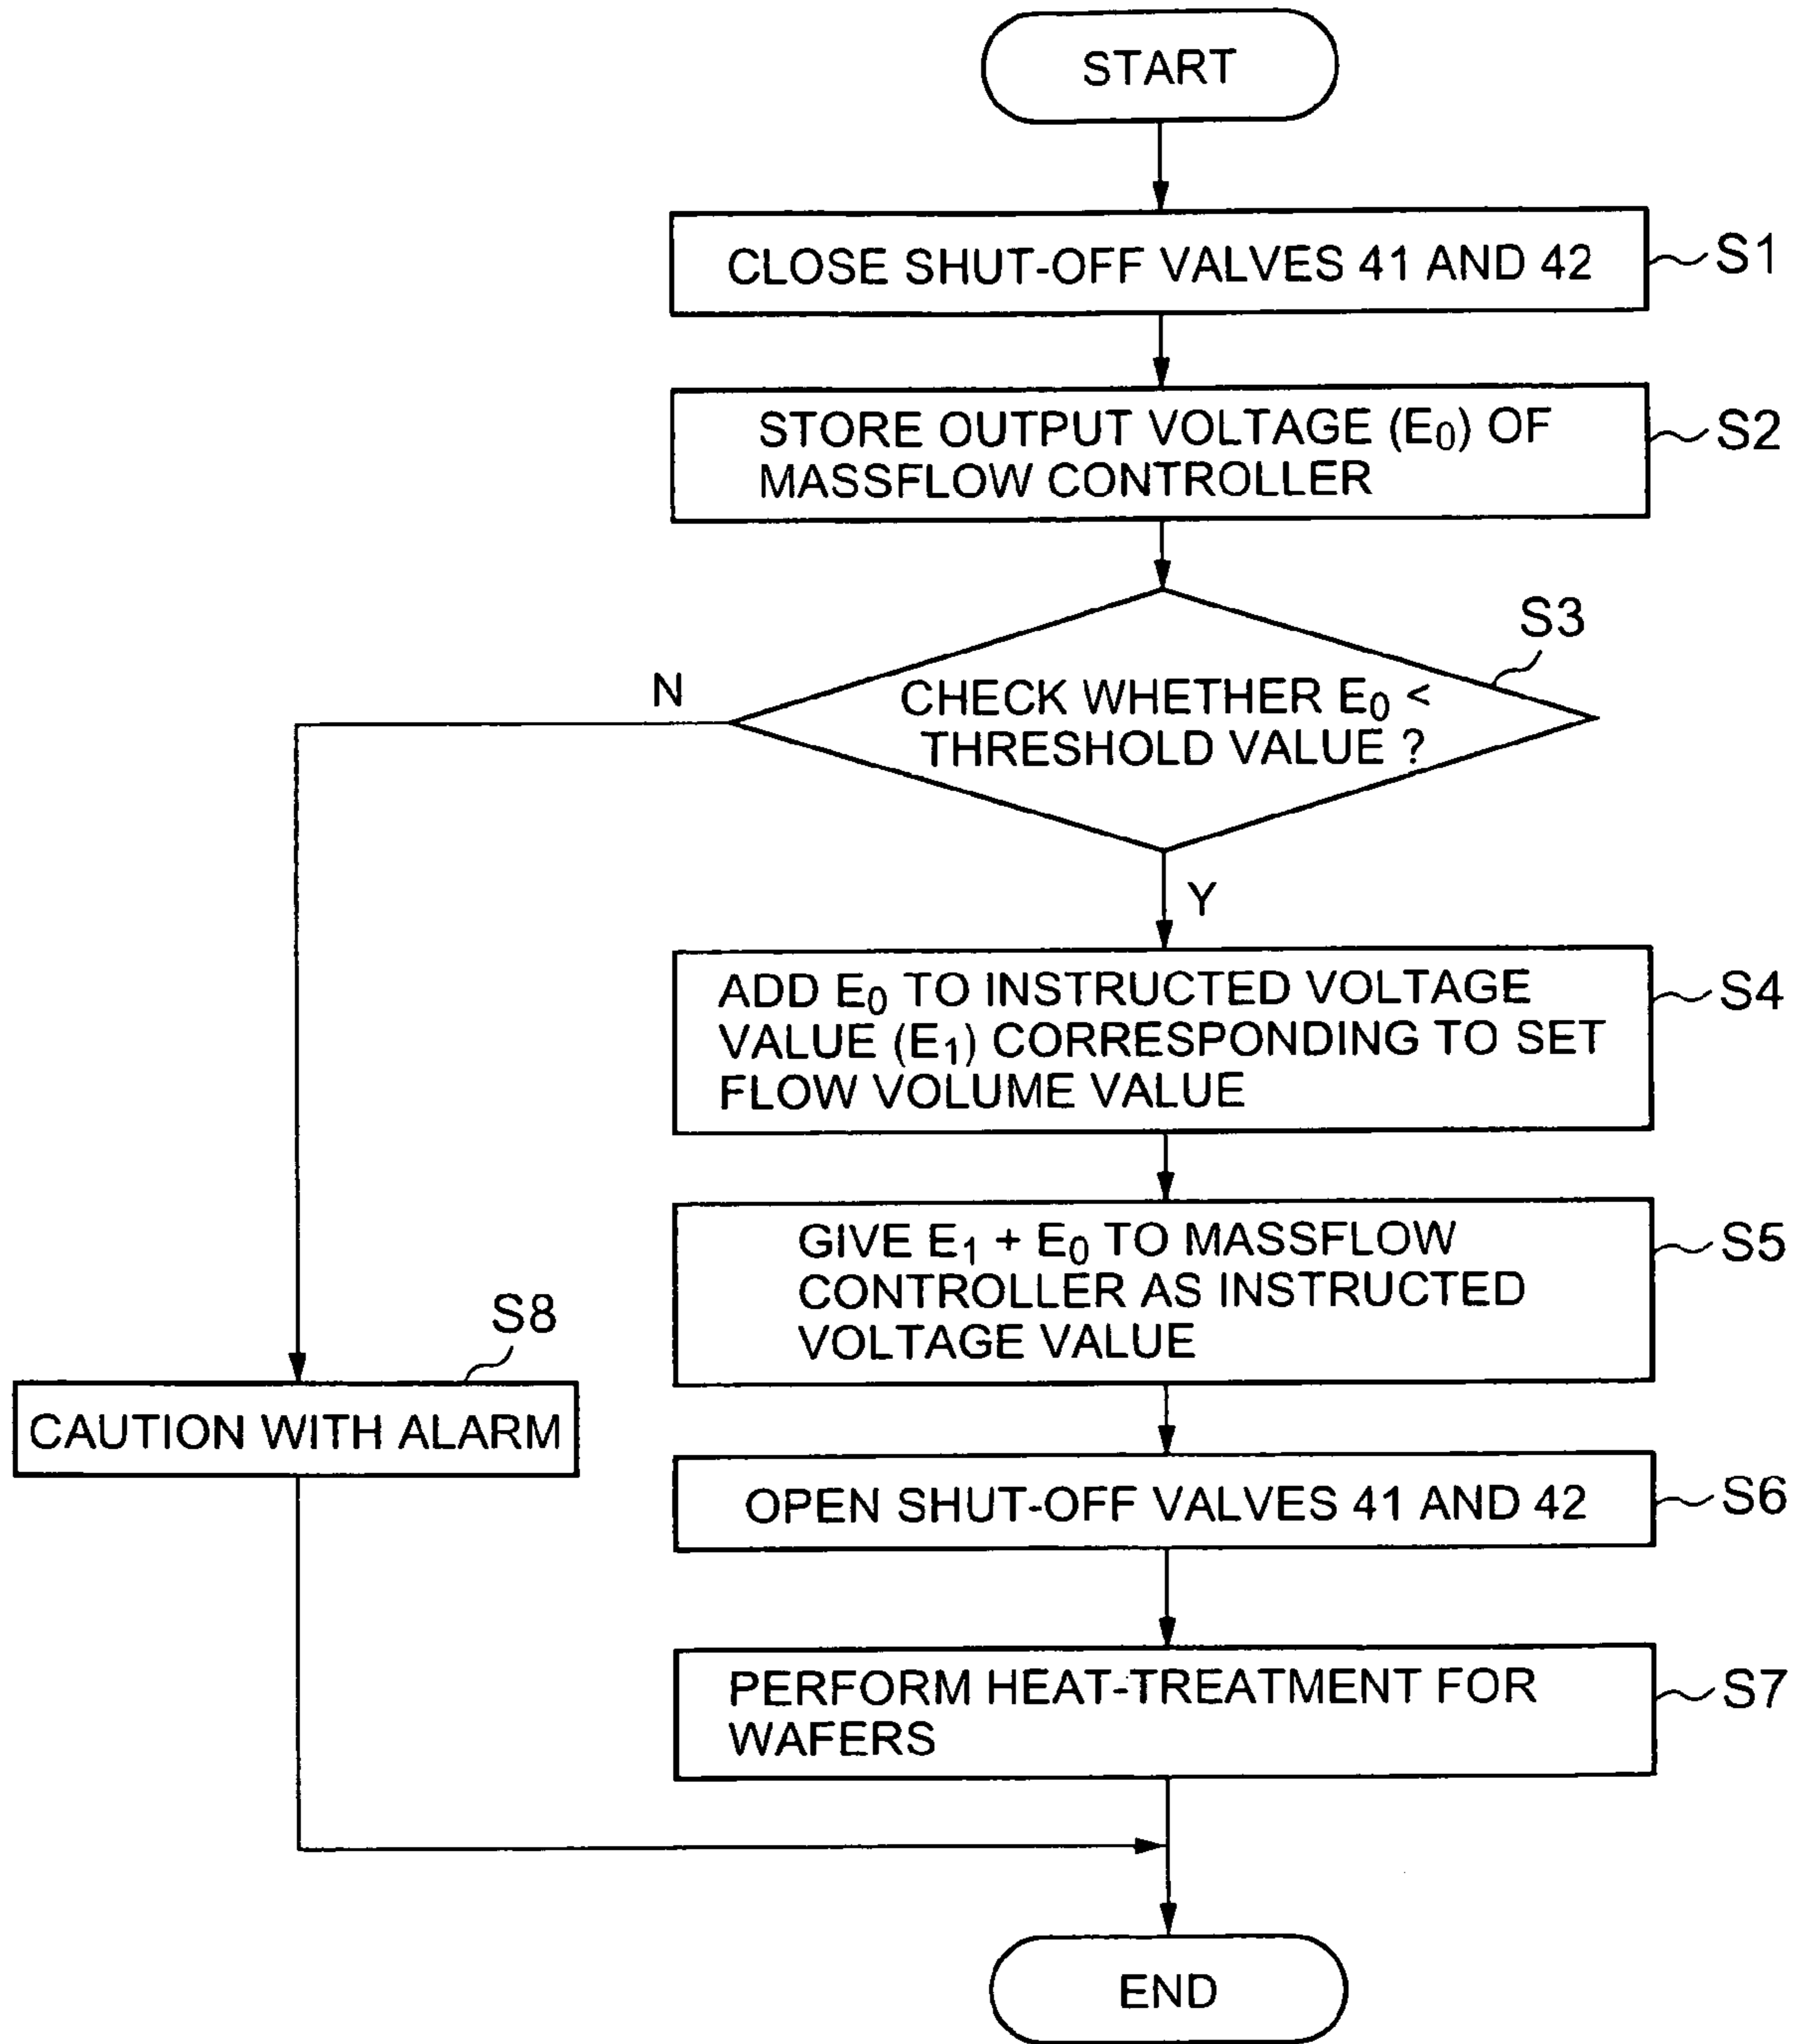 START
CLOSE SHUT-OFF VALVES 41 AND 42
S1
STORE OUTPUT VOLTAGE (E0) OF
MASSFLOW CONTROLLER
S2
S3
CHECK WHETHER E0 <
THRESHOLD VALUE ?
N
Y
ADD E0 TO INSTRUCTED VOLTAGE
VALUE (E1) CORRESPONDING TO SET
FLOW VOLUME VALUE
S4
GIVE E1 + E0 TO MASSFLOW
CONTROLLER AS INSTRUCTED
VOLTAGE VALUE
S5
S8
CAUTION WITH ALARM
OPEN SHUT-OFF VALVES 41 AND 42
S6
PERFORM HEAT-TREATMENT FOR
WAFERS
S7
END